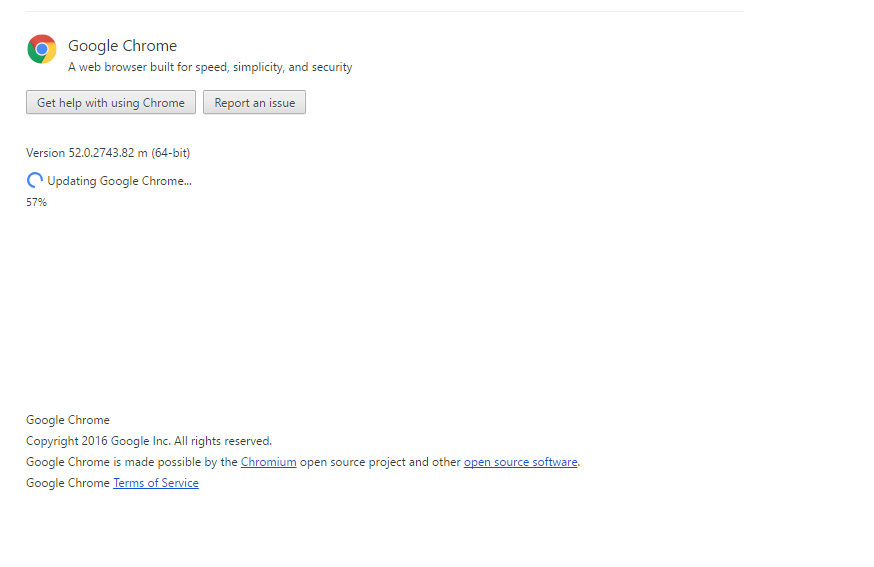 Google Chrome
A web browser built for speed, simplicity, and security
Get help with using Chrome Report an issue
Version 52.0.2743.82 m (64-bit)
Updating Google Chrome...
57%
Google Chrome
Copyright 2016 Google Inc. All rights reserved.
Google Chrome is made possible by the Chromium open source project and other open source software.
Google Chrome Terms of Service